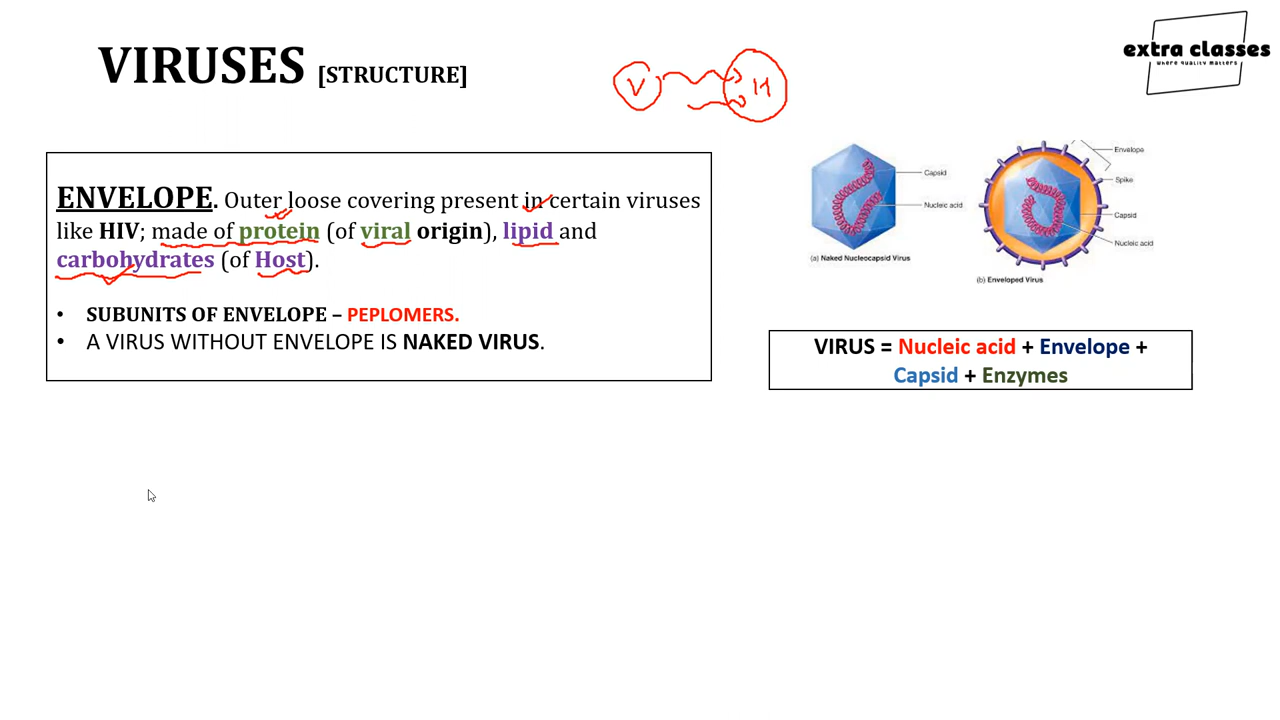 VIRUSES [STRUCTURE]
V H
extra classes
where quality matters
ENVELOPE. Outer loose covering present in certain viruses
like HIV; made of protein (of viral origin), lipid and
carbohydrates (of Host).
• SUBUNITS OF ENVELOPE – PEPLOMERS.
• A VIRUS WITHOUT ENVELOPE IS NAKED VIRUS.
Capsid
Nucleic acid
(a) Naked Nucleocapsid Virus
Envelope
Spike
Capsid
Nucleic acid
(b) Enveloped Virus
VIRUS = Nucleic acid + Envelope +
Capsid + Enzymes